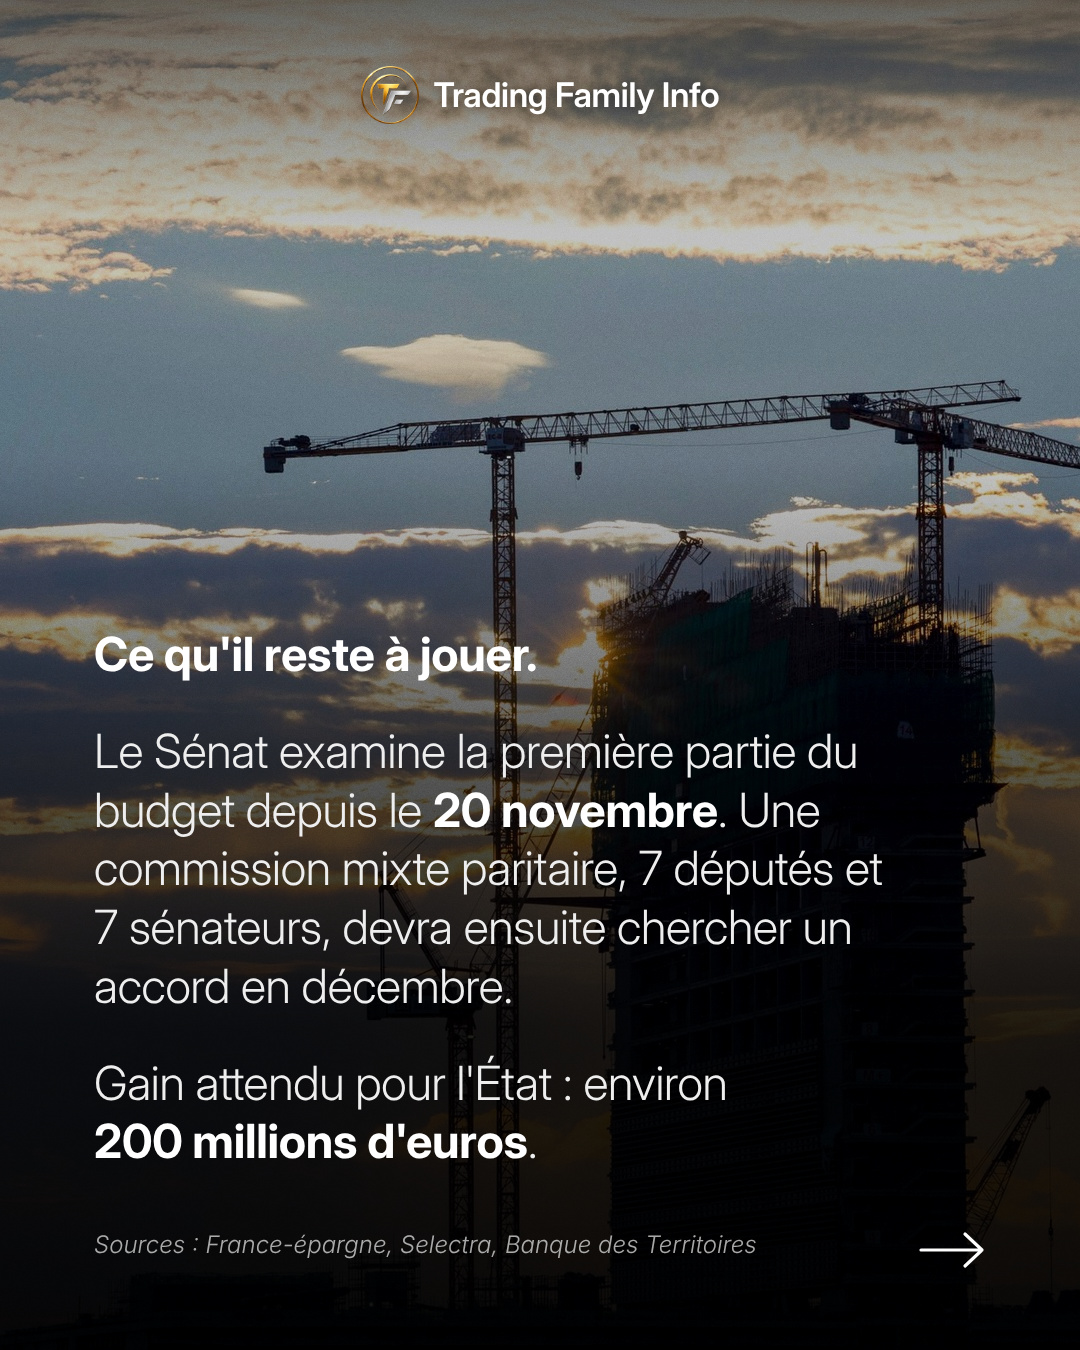 TF Trading Family Info
Ce qu'il reste à jouer.
Le Sénat examine la première partie du
budget depuis le 20 novembre. Une
commission mixte paritaire, 7 députés et
7 sénateurs, devra ensuite chercher un
accord en décembre.
Gain attendu pour l'État : environ
200 millions d'euros.
Sources : France-épargne, Selectra, Banque des Territoires